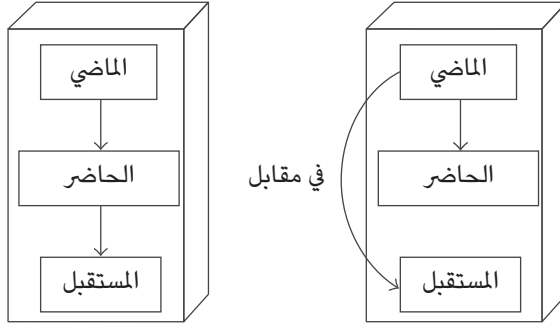 الماضي
الحاضر
المستقبل
في مقابل
الماضي
الحاضر
المستقبل